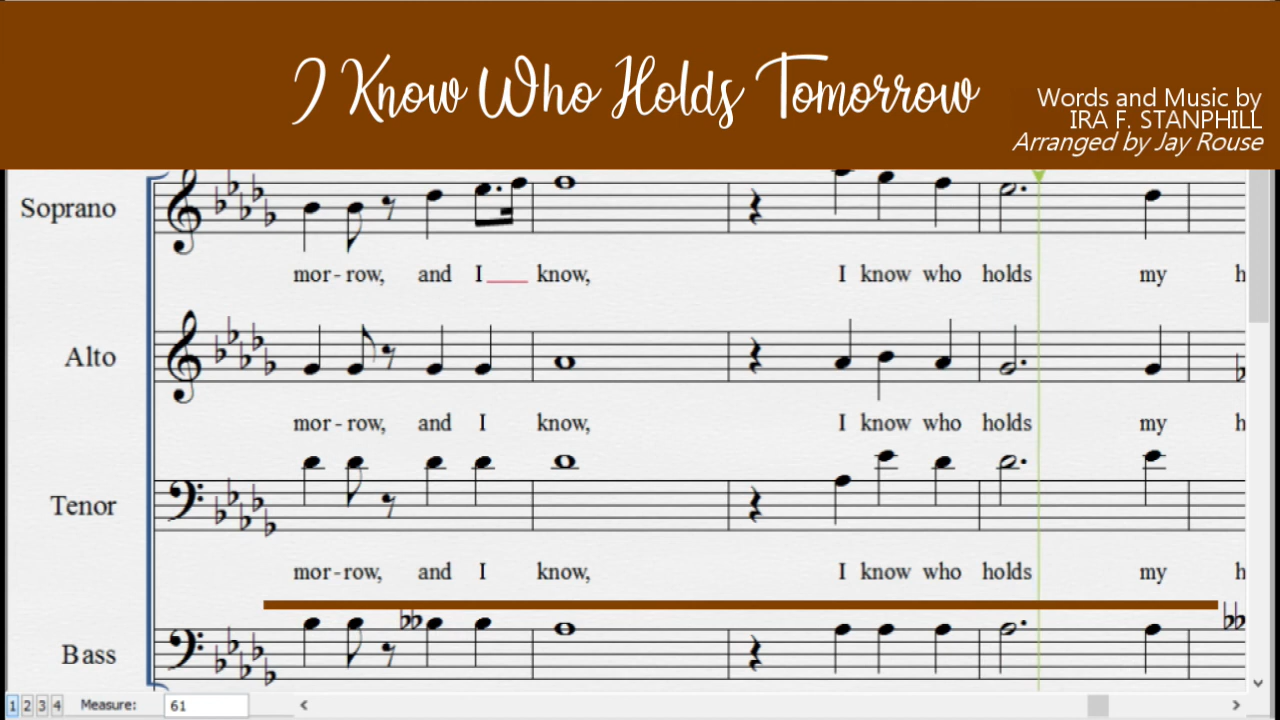 I Know Who Holds Tomorrow
Words and Music by
IRA F. STANPHILL
Arranged by Jay Rouse
Soprano
mor - row, and I___ know, I know who holds my h
Alto
mor - row, and I know, I know who holds my h
Tenor
mor - row, and I know, I know who holds my h
Bass
1 2 3 4 Measure: 61